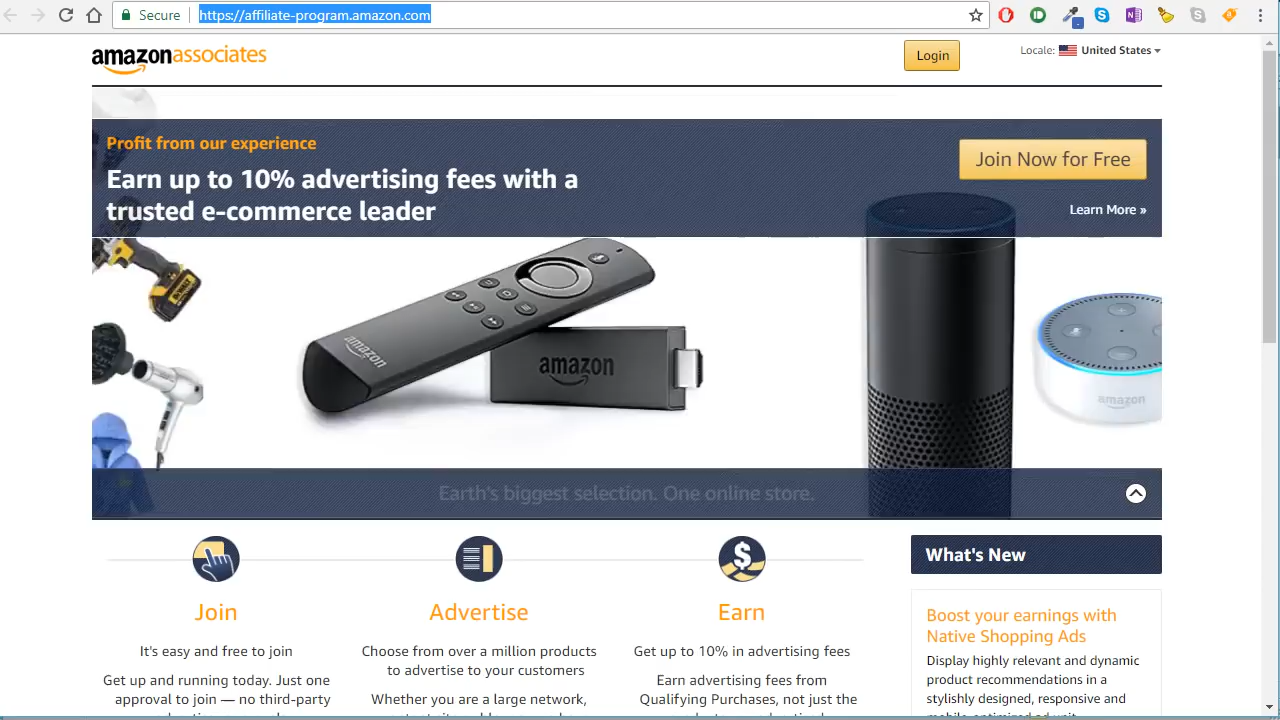 Secure
https://affiliate-program.amazon.com
amazonassociates
Login
Locale:
United States
Profit from our experience
Earn up to 10% advertising fees with a
trusted e-commerce leader
Join Now for Free
Learn More »
amazon
amazon
amazon
Earth's biggest selection. One online store.
Join
It's easy and free to join
Get up and running today. Just one
approval to join — no third-party
Advertise
Choose from over a million products
to advertise to your customers
Whether you are a large network,
Earn
Get up to 10% in advertising fees
Earn advertising fees from
Qualifying Purchases, not just the
What's New
Boost your earnings with
Native Shopping Ads
Display highly relevant and dynamic
product recommendations in a
stylishly designed, responsive and